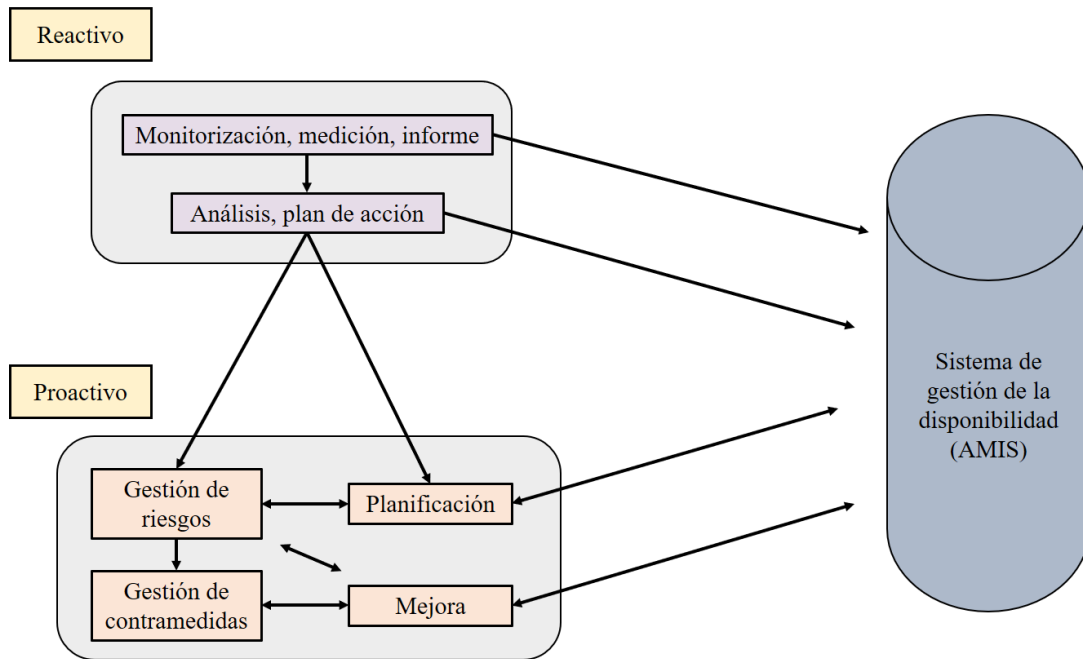 Reactivo
Monitorización, medición, informe
Análisis, plan de acción
Sistema de
gestión de la
disponibilidad
(AMIS)
Proactivo
Gestión de
riesgos
Planificación
Gestión de
contramedidas
Mejora